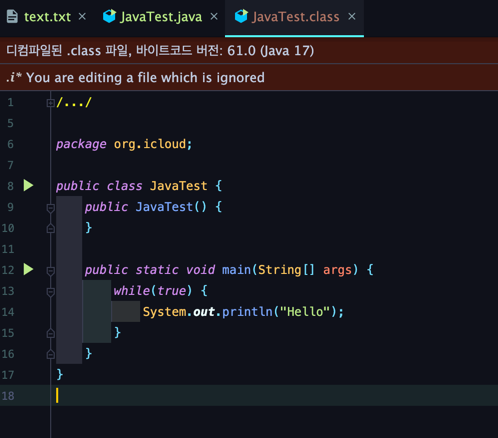 text.txt × JavaTest.java × JavaTest.class ×
디컴파일된 .class 파일, 바이트코드 버전: 61.0 (Java 17)
.i* You are editing a file which is ignored
1 /.../
5
6 package org.icloud;
7
8 public class JavaTest {
9 public JavaTest() {
10 }
11
12 public static void main(String[] args) {
13 while(true) {
14 System.out.println("Hello");
15 }
16 }
17 }
18